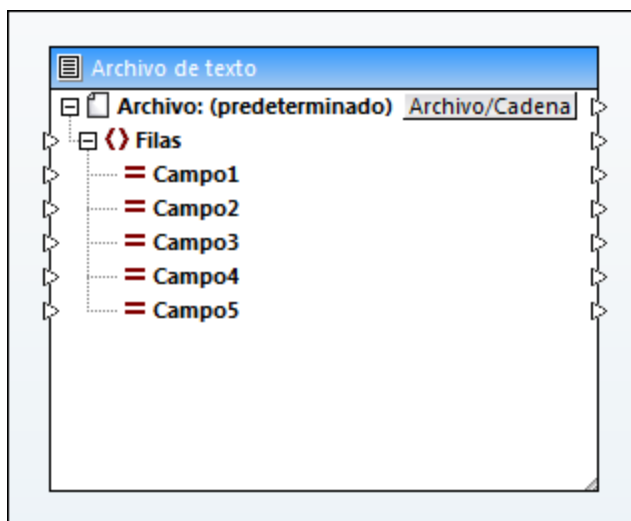 Archivo de texto
Archivo: (predeterminado) Archivo/Cadena
Filas
Campo1
Campo2
Campo3
Campo4
Campo5